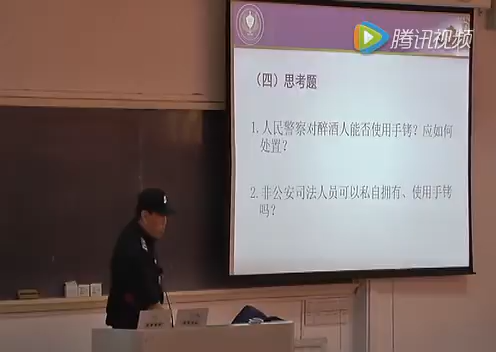 腾讯视频
（四）思考题
1. 人民警察对醉酒人能否使用手铐？应如何
处置？
2. 非公安司法人员可以私自拥有、使用手铐
吗？